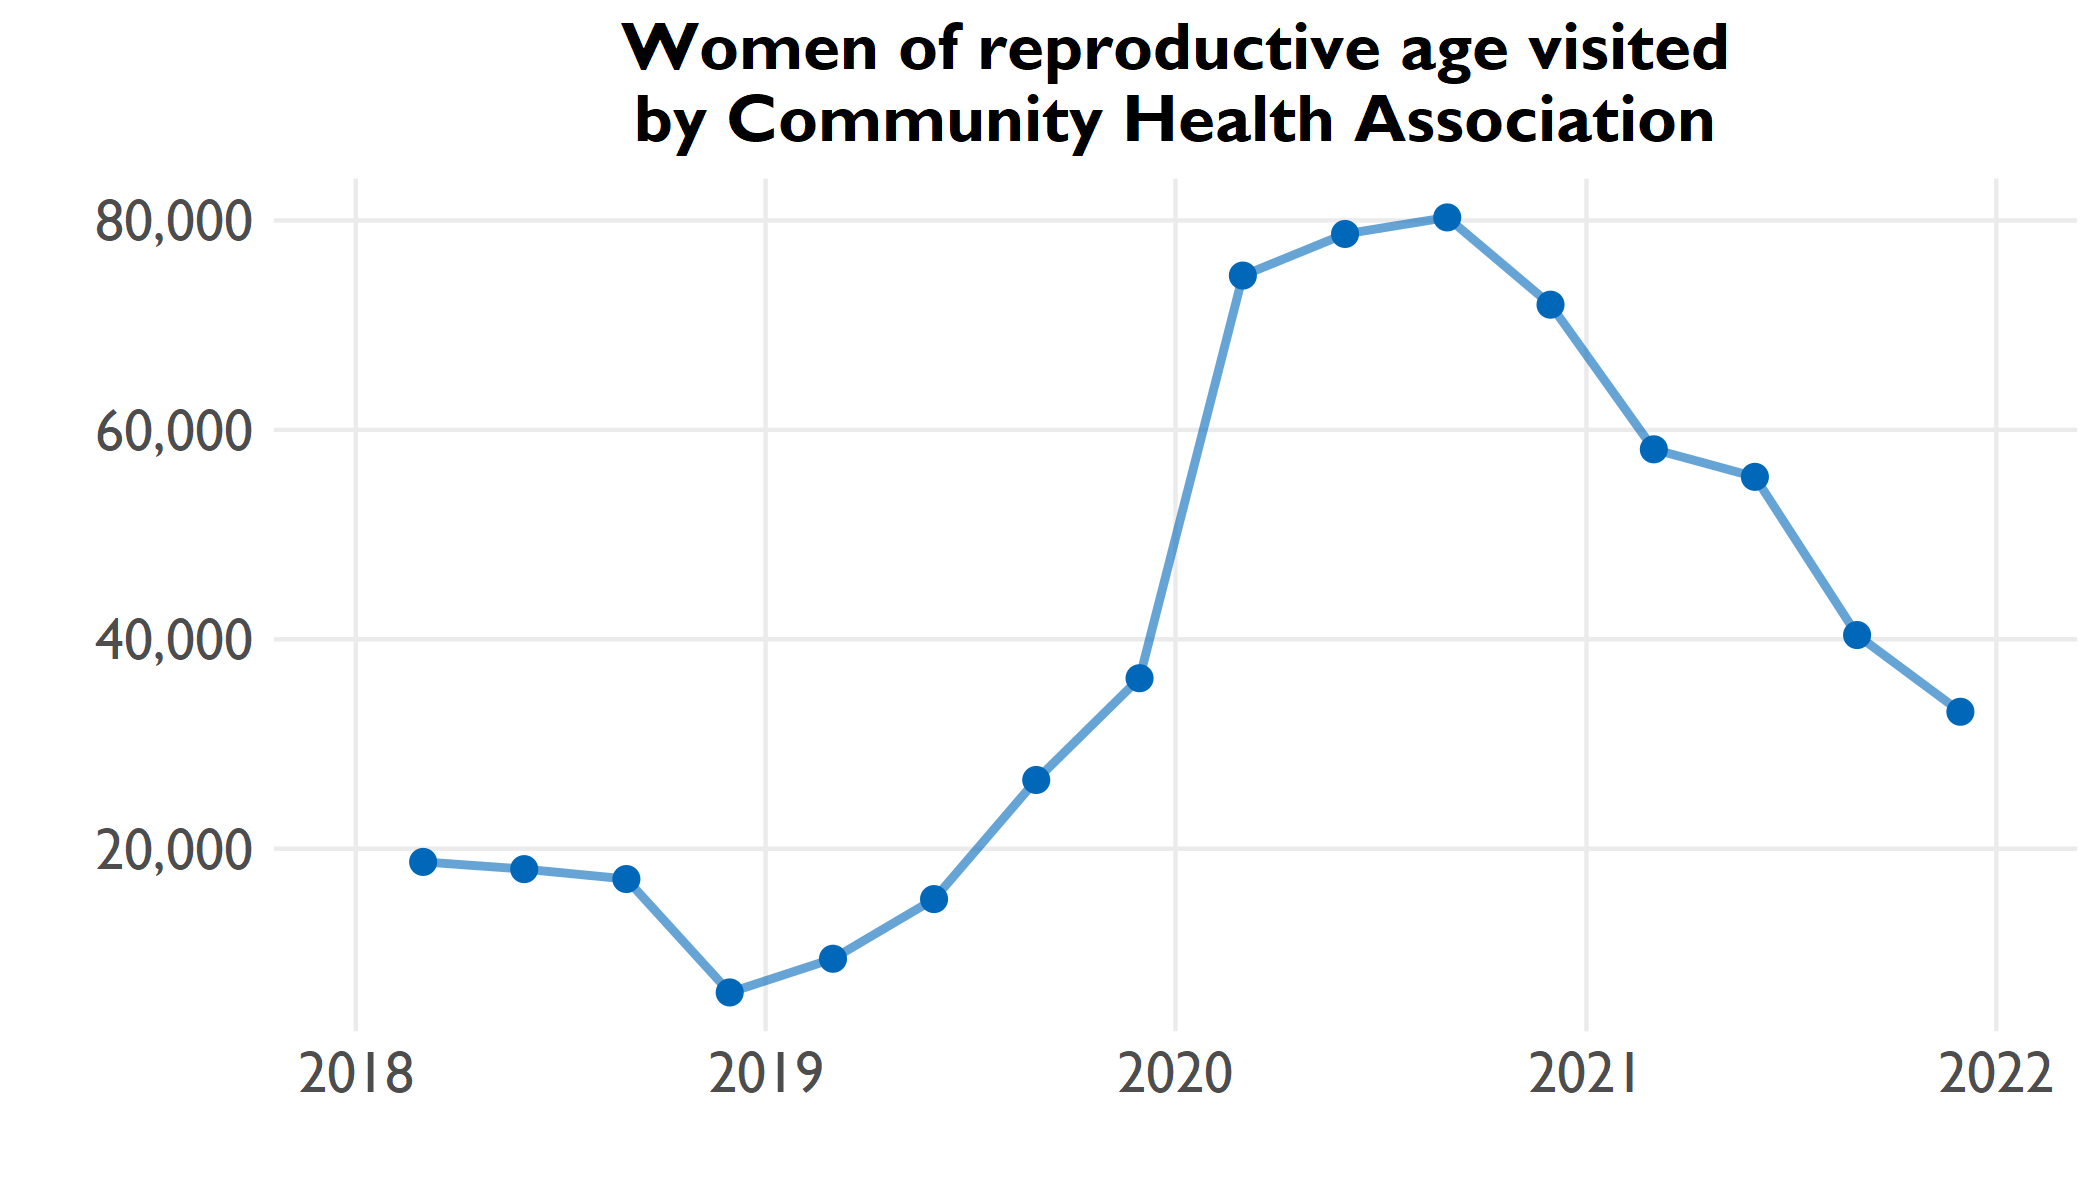 Women of reproductive age visited
by Community Health Association
80,000
60,000
40,000
20,000
2018 2019 2020 2021 2022